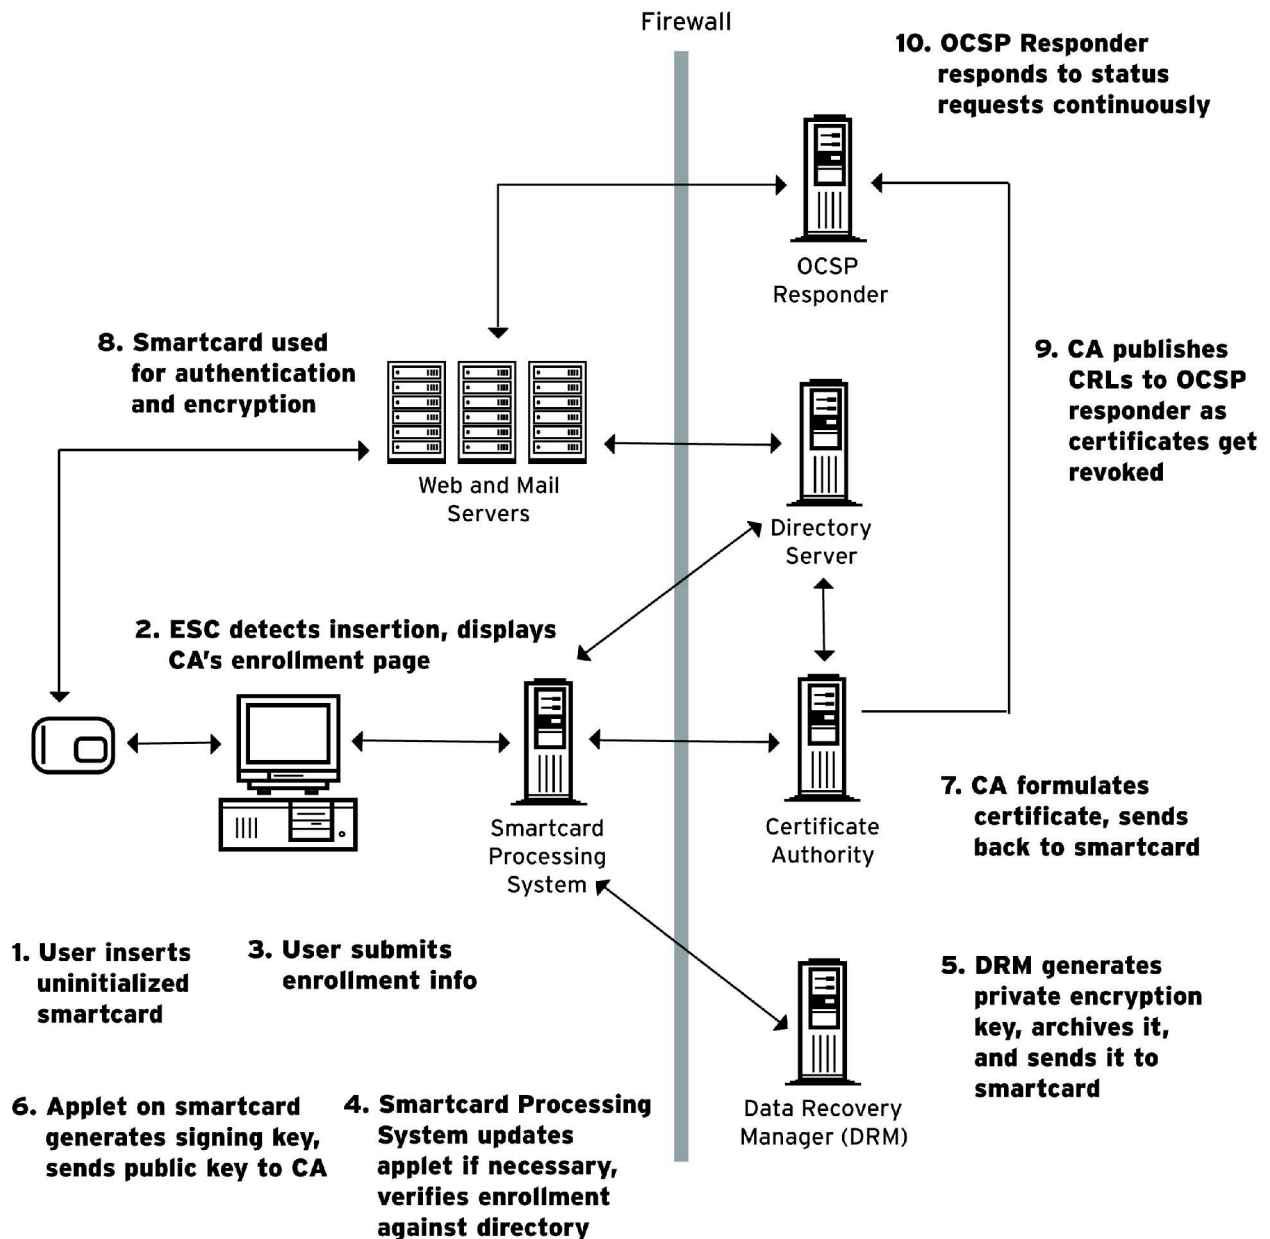 Firewall
10. OCSP Responder
responds to status
requests continuously
OCSP
Responder
8. Smartcard used
for authentication
and encryption
9. CA publishes
CRLs to OCSP
responder as
certificates get
revoked
Web and Mail
Servers
Directory
Server
2. ESC detects insertion, displays
CA's enrollment page
Smartcard
Processing
System
Certificate
Authority
7. CA formulates
certificate, sends
back to smartcard
1. User inserts
uninitialized
smartcard
3. User submits
enrollment info
5. DRM generates
private encryption
key, archives it,
and sends it to
smartcard
6. Applet on smartcard
generates signing key,
sends public key to CA
4. Smartcard Processing
System updates
applet if necessary,
verifies enrollment
against directory
Data Recovery
Manager (DRM)